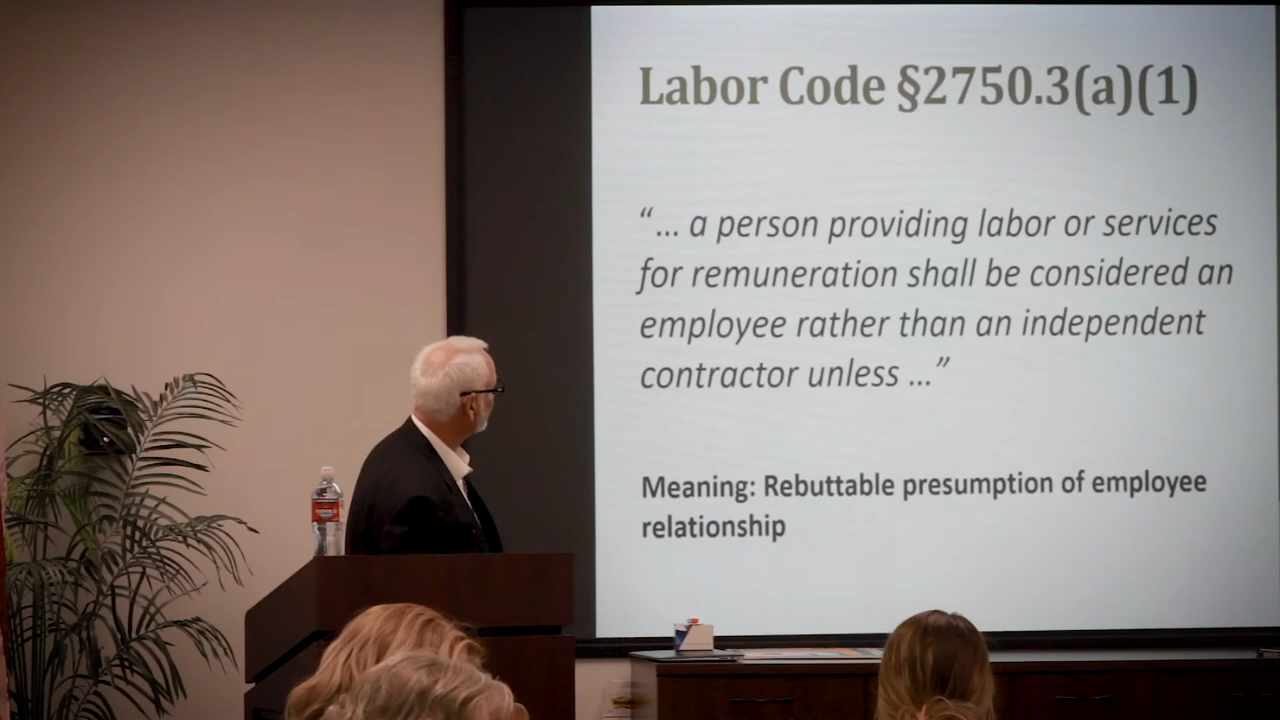 Labor Code §2750.3(a)(1)
“... a person providing labor or services
for remuneration shall be considered an
employee rather than an independent
contractor unless ...”
Meaning: Rebuttable presumption of employee
relationship